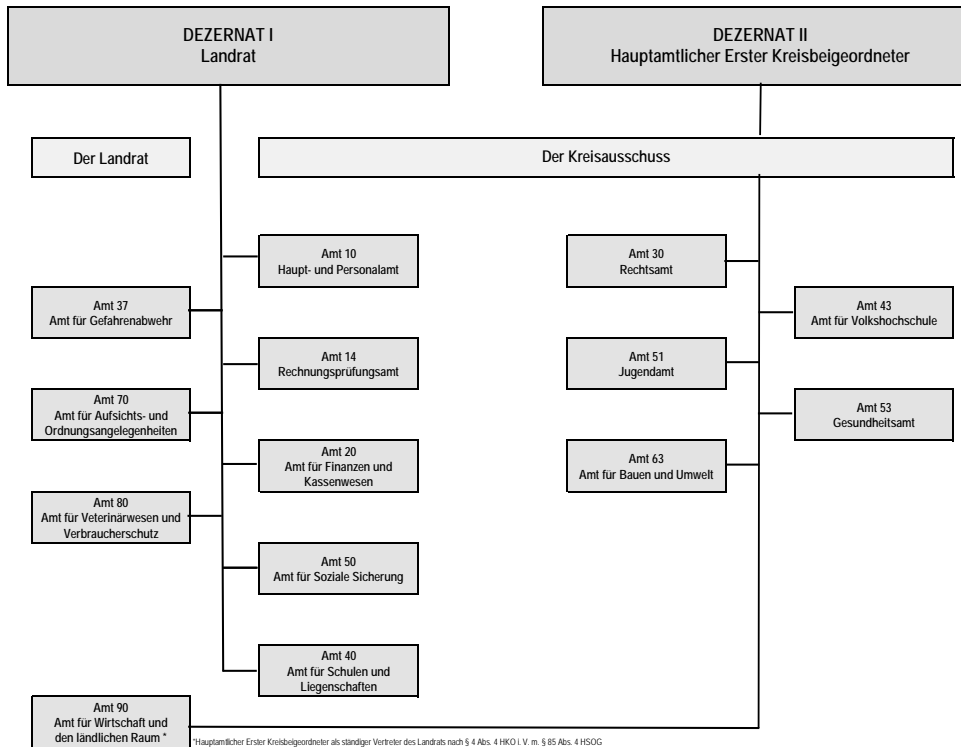 DEZERNAT I
Landrat
DEZERNAT II
Hauptamtlicher Erster Kreisbeigeordneter
Der Landrat
Der Kreisausschuss
Amt 10
Haupt- und Personalamt
Amt 30
Rechtsamt
Amt 37
Amt für Gefahrenabwehr
Amt 43
Amt für Volkshochschule
Amt 14
Rechnungsprüfungsamt
Amt 51
Jugendamt
Amt 70
Amt für Aufsichts- und
Ordnungsangelegenheiten
Amt 53
Gesundheitsamt
Amt 20
Amt für Finanzen und
Kassenwesen
Amt 63
Amt für Bauen und Umwelt
Amt 80
Amt für Veterinärwesen und
Verbraucherschutz
Amt 50
Amt für Soziale Sicherung
Amt 40
Amt für Schulen und
Liegenschaften
Amt 90
Amt für Wirtschaft und
den ländlichen Raum *
*Hauptamtlicher Erster Kreisbeigeordneter als ständiger Vertreter des Landrats nach § 4 Abs. 4 HKO i. V. m. § 85 Abs. 4 HSOG